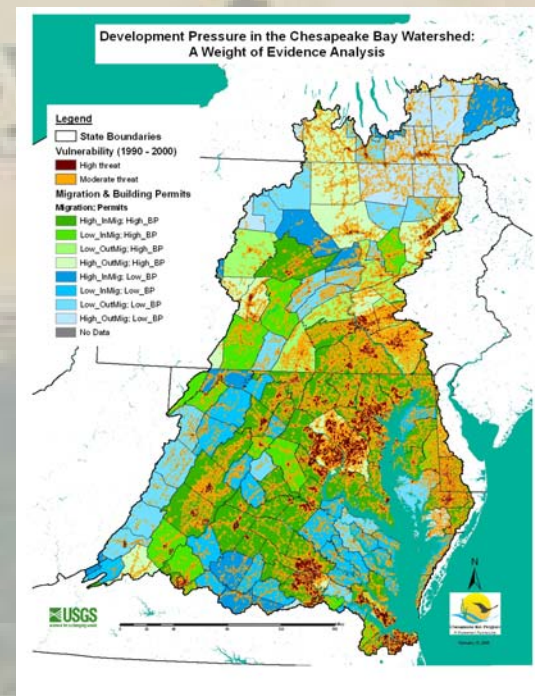 Development Pressure in the Chesapeake Bay Watershed:
A Weight of Evidence Analysis
Legend
State Boundaries
Vulnerability (1990 - 2000)
High threat
Moderate threat
Migration & Building Permits
Migration; Permits
High_InMig; High_BP
Low_InMig; High_BP
Low_OutMig; High_BP
High_OutMig; High_BP
High_InMig; Low_BP
Low_InMig; Low_BP
Low_OutMig; Low_BP
High_OutMig; Low_BP
No Data
N
USGS